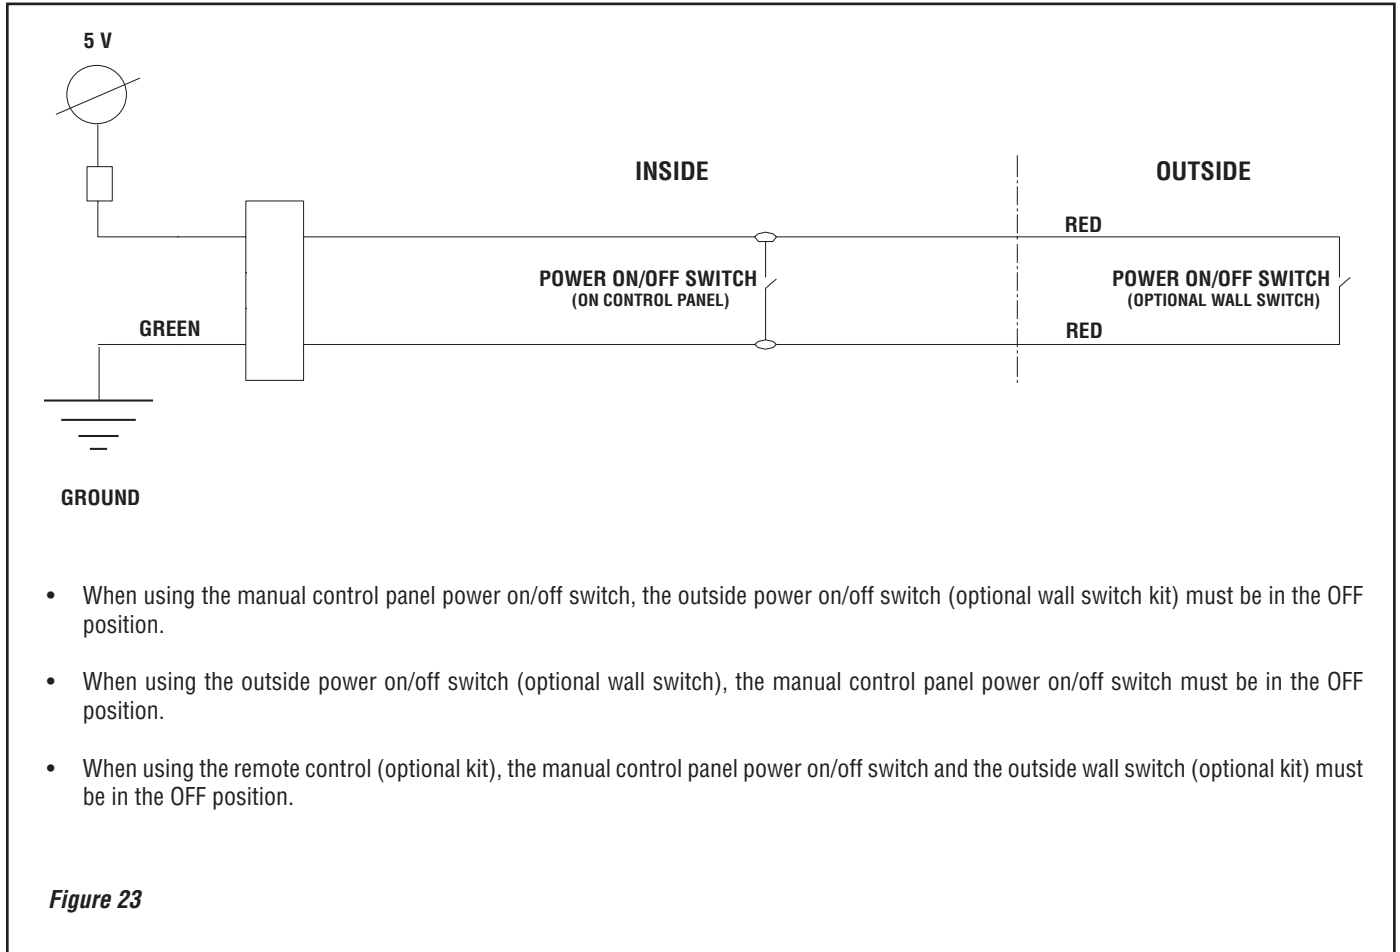 5 V
INSIDE
OUTSIDE
RED
POWER ON/OFF SWITCH
(ON CONTROL PANEL)
POWER ON/OFF SWITCH
(OPTIONAL WALL SWITCH)
GREEN
RED
GROUND
• When using the manual control panel power on/off switch, the outside power on/off switch (optional wall switch kit) must be in the OFF
position.
• When using the outside power on/off switch (optional wall switch), the manual control panel power on/off switch must be in the OFF
position.
• When using the remote control (optional kit), the manual control panel power on/off switch and the outside wall switch (optional kit) must
be in the OFF position.
Figure 23